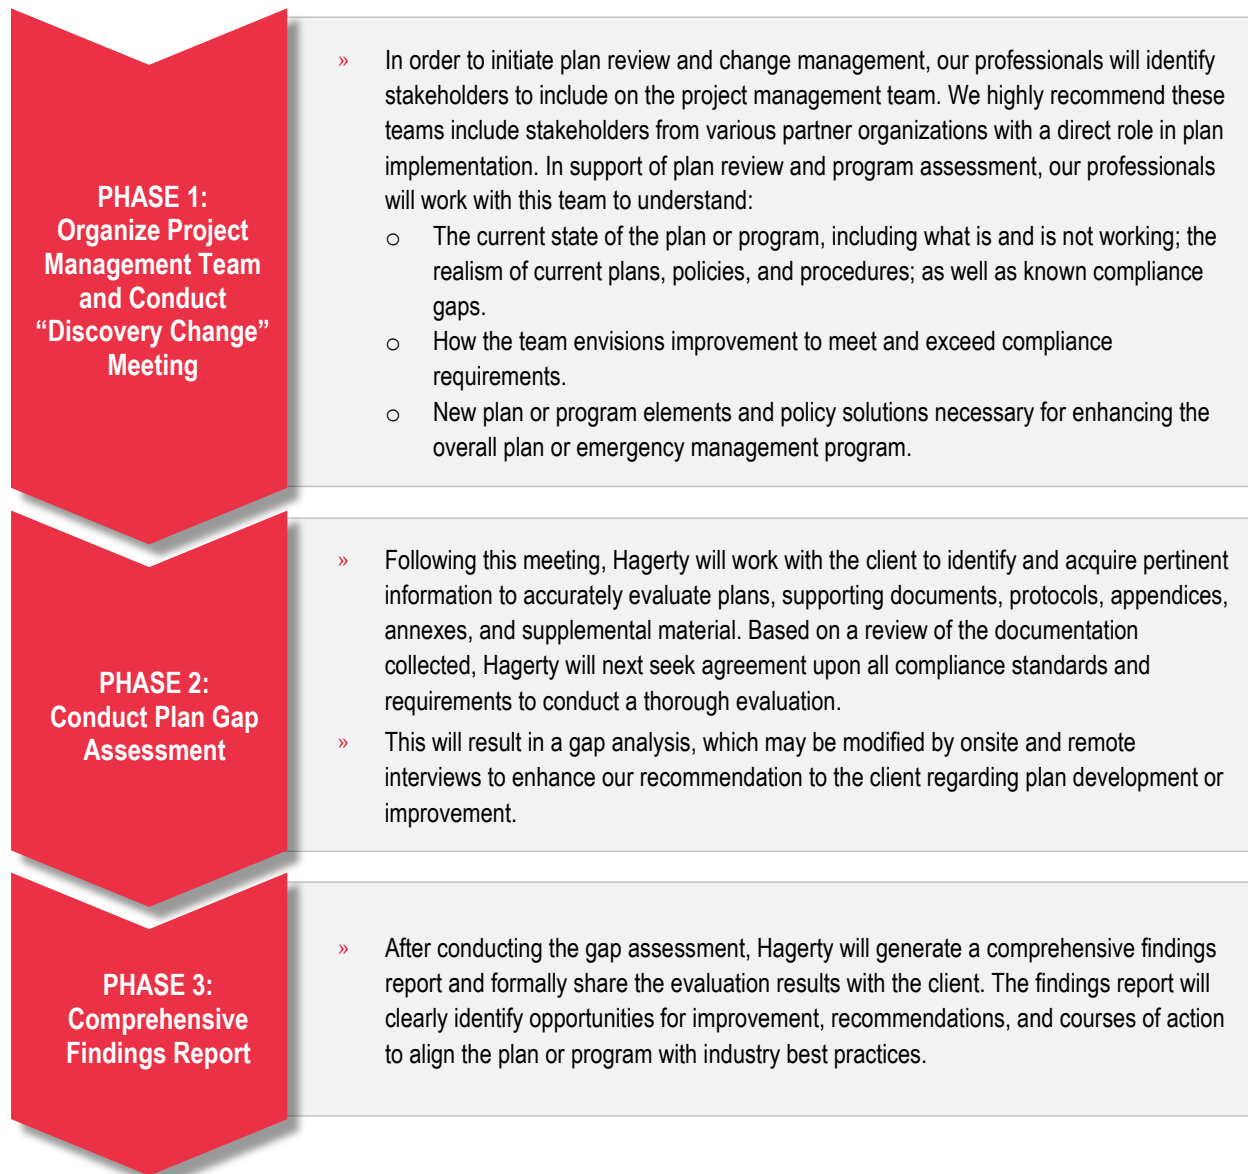 PHASE 1:
Organize Project
Management Team
and Conduct
“Discovery Change”
Meeting
» In order to initiate plan review and change management, our professionals will identify
stakeholders to include on the project management team. We highly recommend these
teams include stakeholders from various partner organizations with a direct role in plan
implementation. In support of plan review and program assessment, our professionals
will work with this team to understand:
o The current state of the plan or program, including what is and is not working; the
realism of current plans, policies, and procedures; as well as known compliance
gaps.
o How the team envisions improvement to meet and exceed compliance
requirements.
o New plan or program elements and policy solutions necessary for enhancing the
overall plan or emergency management program.
PHASE 2:
Conduct Plan Gap
Assessment
» Following this meeting, Hagerty will work with the client to identify and acquire pertinent
information to accurately evaluate plans, supporting documents, protocols, appendices,
annexes, and supplemental material. Based on a review of the documentation
collected, Hagerty will next seek agreement upon all compliance standards and
requirements to conduct a thorough evaluation.
» This will result in a gap analysis, which may be modified by onsite and remote
interviews to enhance our recommendation to the client regarding plan development or
improvement.
PHASE 3:
Comprehensive
Findings Report
» After conducting the gap assessment, Hagerty will generate a comprehensive findings
report and formally share the evaluation results with the client. The findings report will
clearly identify opportunities for improvement, recommendations, and courses of action
to align the plan or program with industry best practices.